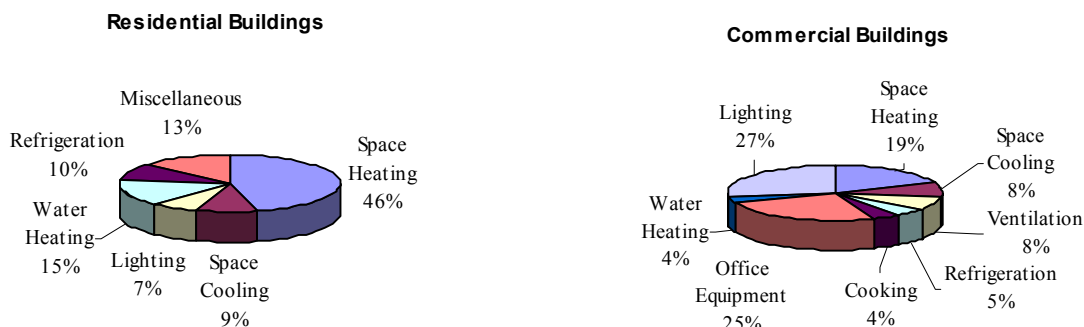 Residential Buildings
Miscellaneous
13%
Refrigeration
10%
Space
Heating
46%
Water
Heating
15%
Lighting
7%
Space
Cooling
9%
Commercial Buildings
Lighting
27%
Space
Heating
19%
Space
Cooling
8%
Ventilation
8%
Refrigeration
5%
Cooking
4%
Office
Equipment
25%
Water
Heating
4%